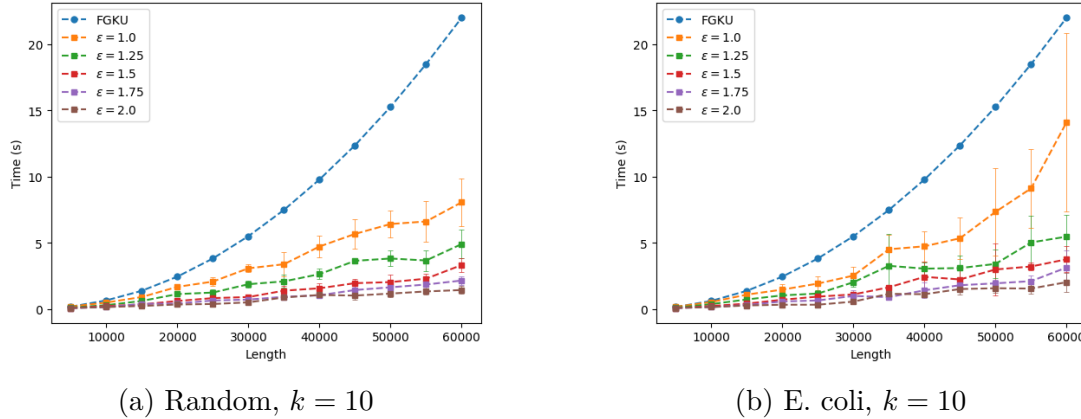 FGKU
ε = 1.0
ε = 1.25
ε = 1.5
ε = 1.75
ε = 2.0
20
15
10
5
0
Time (s)
10000 20000 30000 40000 50000 60000
Length
(a) Random, k = 10
FGKU
ε = 1.0
ε = 1.25
ε = 1.5
ε = 1.75
ε = 2.0
20
15
10
5
0
Time (s)
10000 20000 30000 40000 50000 60000
Length
(b) E. coli, k = 10